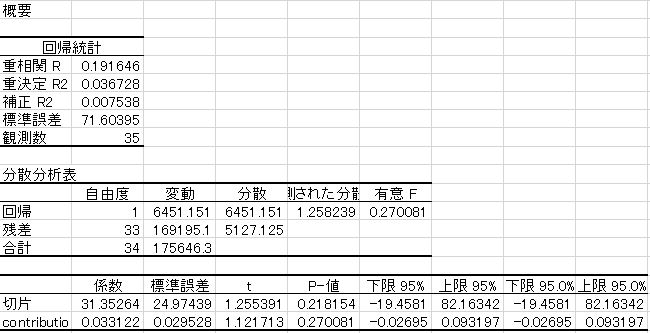 概要
回帰統計
重相関 R 0.191646
重決定 R2 0.036728
補正 R2 0.007538
標準誤差 71.60395
観測数 35
分散分析表
自由度 変動 分散 測された分散 有意 F
回帰 1 6451.151 6451.151 1.258239 0.270081
残差 33 169195.1 5127.125
合計 34 175646.3
係数 標準誤差 t P-値 下限 95% 上限 95% 下限 95.0% 上限 95.0%
切片 31.35264 24.97439 1.255391 0.218154 -19.4581 82.16342 -19.4581 82.16342
contributio 0.033122 0.029528 1.121713 0.270081 -0.02695 0.093197 -0.02695 0.093197